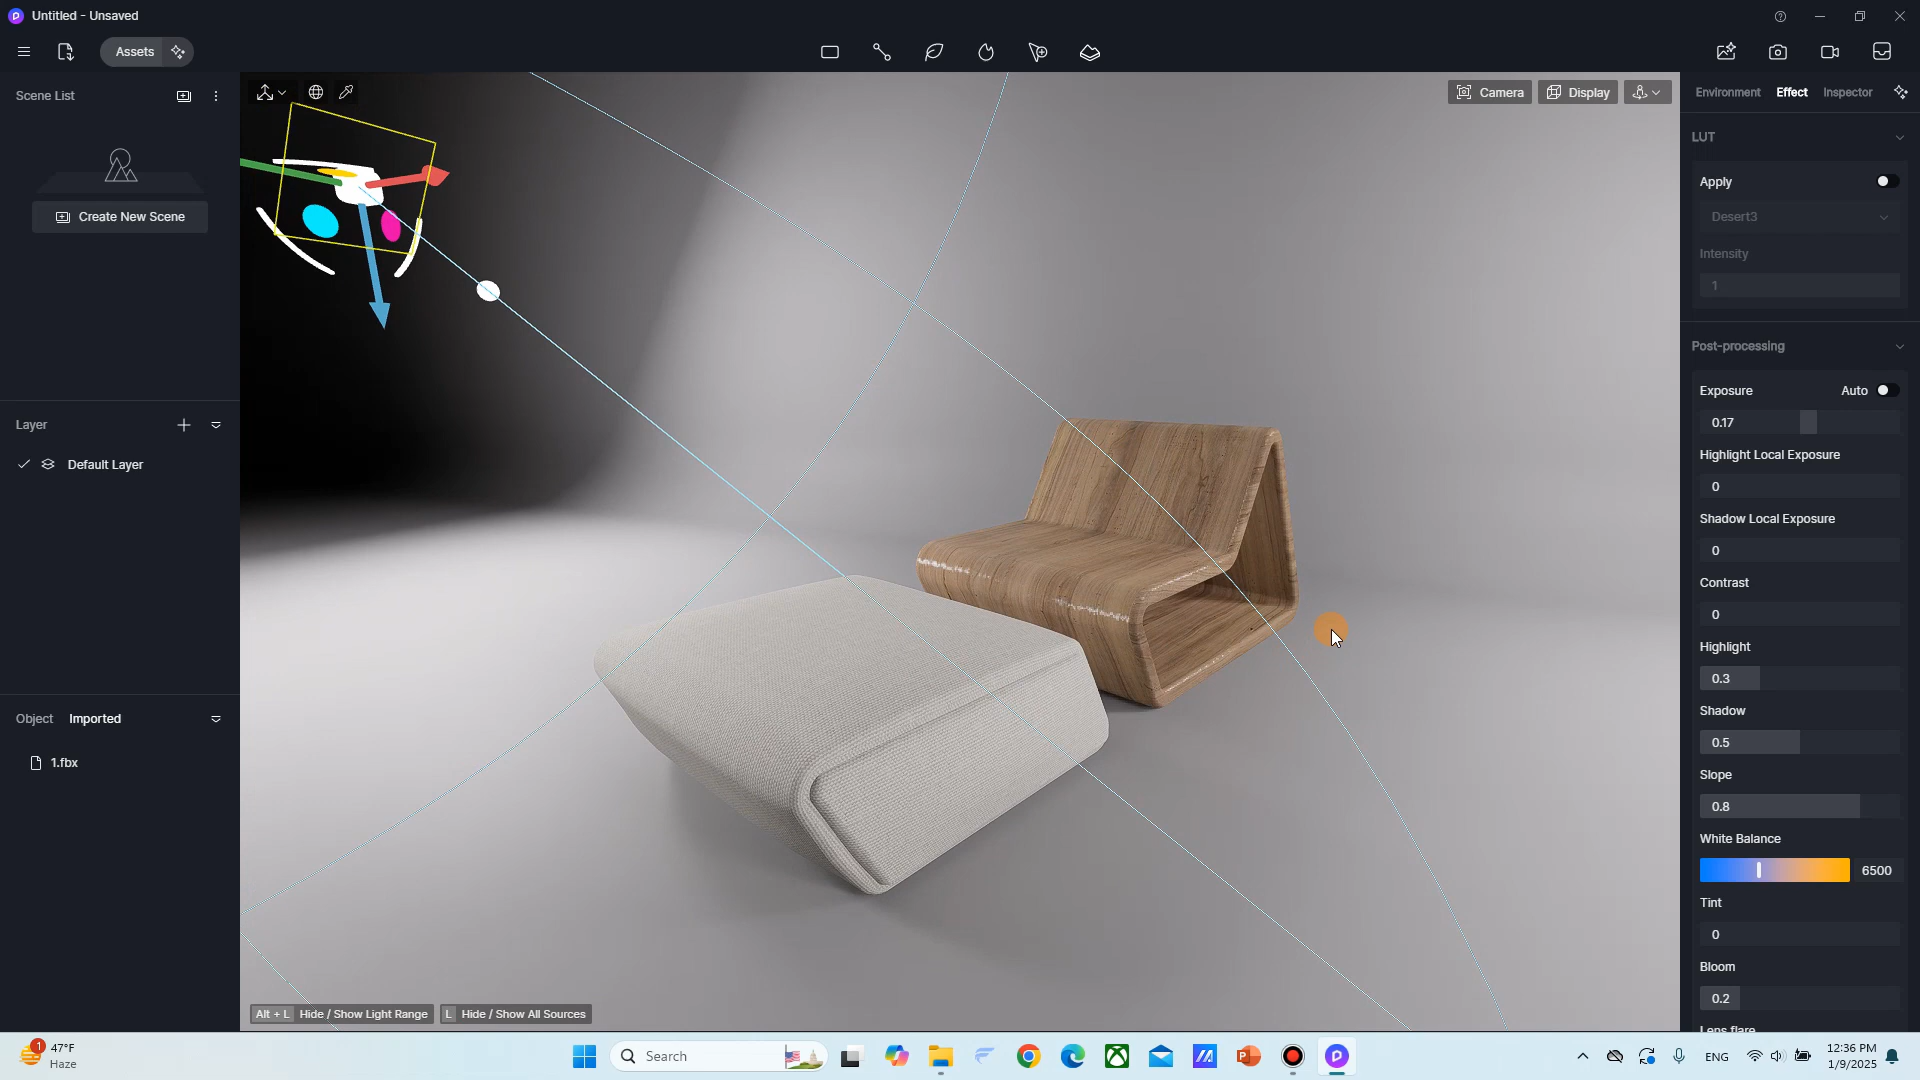 Untitled - Unsaved
Assets
Scene List
Create New Scene
Layer
Default Layer
Object Imported
1.fbx
Camera
Display
Alt + L Hide / Show Light Range
L Hide / Show All Sources
Environment Effect Inspector
LUT
Apply
Desert3
Intensity
1
Post-processing
Exposure Auto
0.17
Highlight Local Exposure
0
Shadow Local Exposure
0
Contrast
0
Highlight
0.3
Shadow
0.5
Slope
0.8
White Balance
6500
Tint
0
Bloom
0.2
Lens flare
1
47°F
Haze
Search
ENG
12:36 PM
1/9/2025